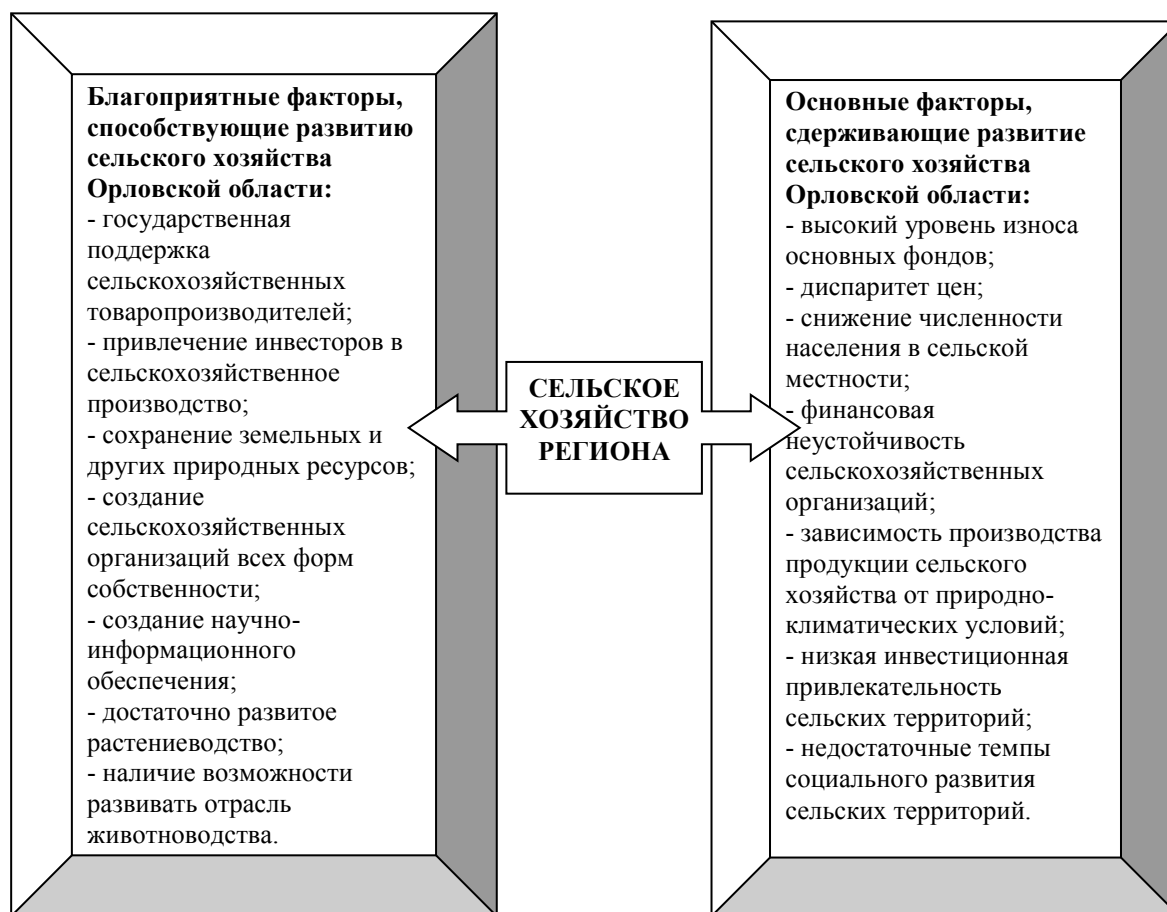 Благоприятные факторы,
способствующие развитию
сельского хозяйства
Орловской области:
- государственная
поддержка
сельскохозяйственных
товаропроизводителей;
- привлечение инвесторов в
сельскохозяйственное
производство;
- сохранение земельных и
других природных ресурсов;
- создание
сельскохозяйственных
организаций всех форм
собственности;
- создание научно-
информационного
обеспечения;
- достаточно развитое
растениеводство;
- наличие возможности
развивать отрасль
животноводства.
СЕЛЬСКОЕ
ХОЗЯЙСТВО
РЕГИОНА
Основные факторы,
сдерживающие развитие
сельского хозяйства
Орловской области:
- высокий уровень износа
основных фондов;
- диспаритет цен;
- снижение численности
населения в сельской
местности;
- финансовая
неустойчивость
сельскохозяйственных
организаций;
- зависимость производства
продукции сельского
хозяйства от природно-
климатических условий;
- низкая инвестиционная
привлекательность
сельских территорий;
- недостаточные темпы
социального развития
сельских территорий.